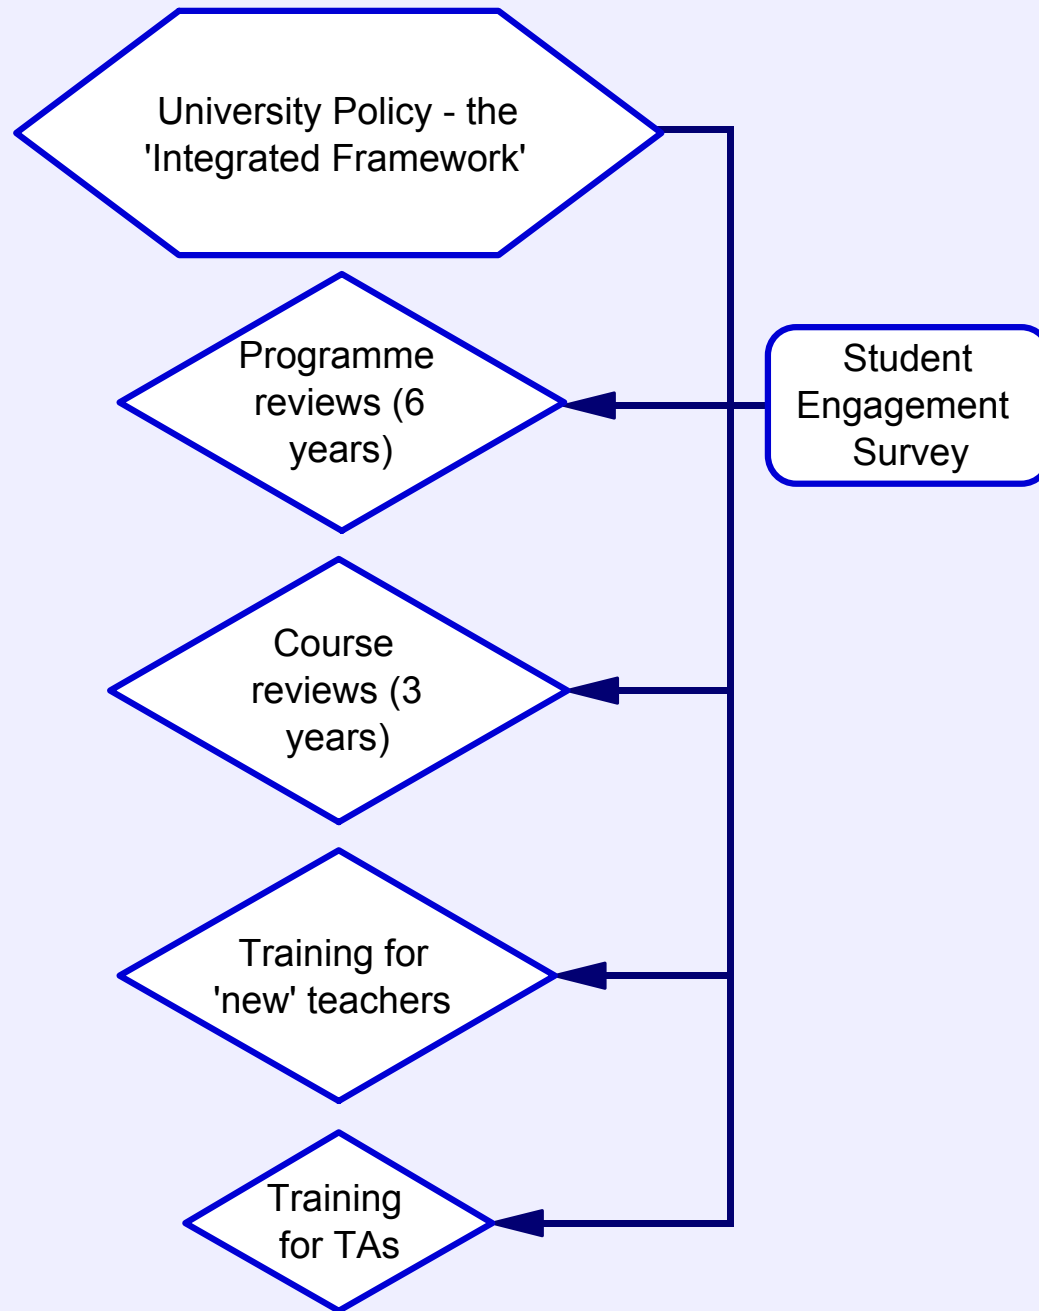 University Policy - the
'Integrated Framework'
Programme
reviews (6
years)
Student
Engagement
Survey
Course
reviews (3
years)
Training for
'new' teachers
Training
for TAs